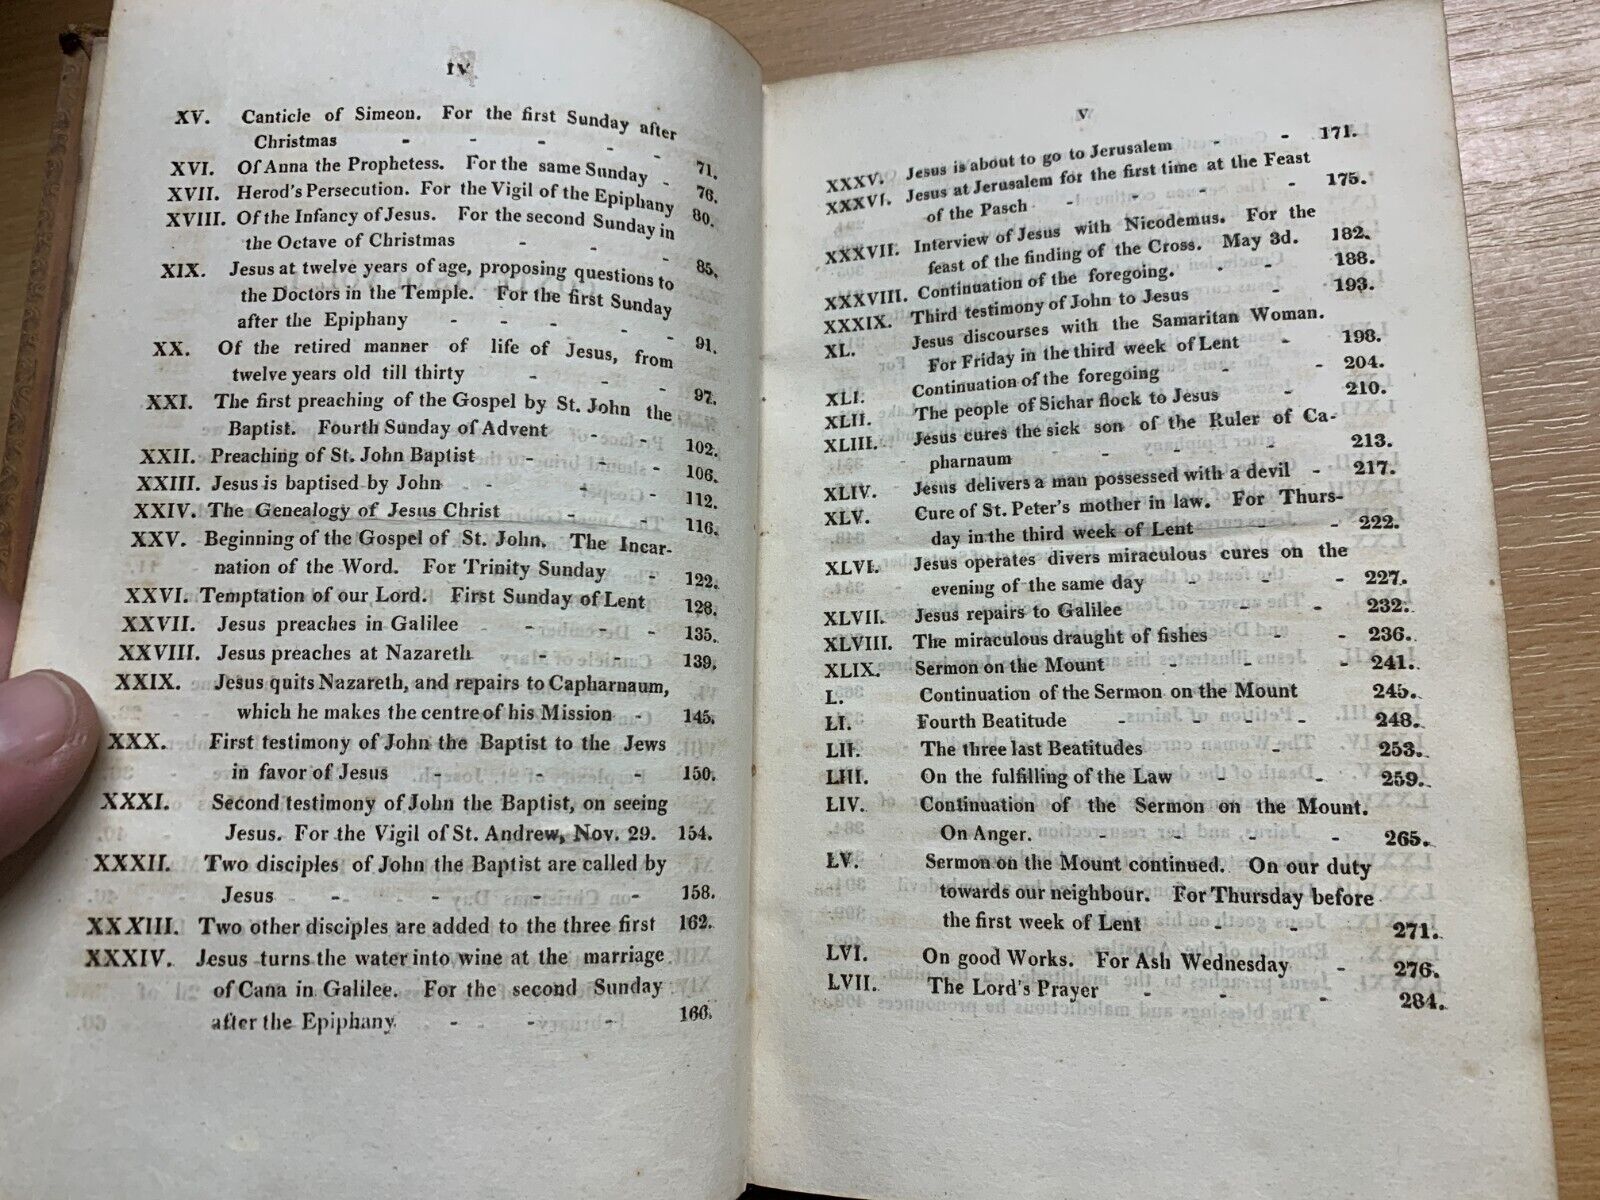 IV
XV. Canticle of Simeon. For the first Sunday after
Christmas - - - - - 71.
XVI. Of Anna the Prophetess. For the same Sunday - 76.
XVII. Herod's Persecution. For the Vigil of the Epiphany 80.
XVIII. Of the Infancy of Jesus. For the second Sunday in
the Octave of Christmas - - - 85.
XIX. Jesus at twelve years of age, proposing questions to
the Doctors in the Temple. For the first Sunday
after the Epiphany - - - - - 91.
XX. Of the retired manner of life of Jesus, from
twelve years old till thirty - - - 97.
XXI. The first preaching of the Gospel by St. John the
Baptist. Fourth Sunday of Advent - - 102.
XXII. Preaching of St. John Baptist - - - 106.
XXIII. Jesus is baptised by John - - - 112.
XXIV. The Genealogy of Jesus Christ - - 116.
XXV. Beginning of the Gospel of St. John. The Incar-
nation of the Word. For Trinity Sunday - 122.
XXVI. Temptation of our Lord. First Sunday of Lent 128.
XXVII. Jesus preaches in Galilee - - - 135.
XXVIII. Jesus preaches at Nazareth - - - 139.
XXIX. Jesus quits Nazareth, and repairs to Capharnaum,
which he makes the centre of his Mission - 145.
XXX. First testimony of John the Baptist to the Jews
in favor of Jesus - - - 150.
XXXI. Second testimony of John the Baptist, on seeing
Jesus. For the Vigil of St. Andrew, Nov. 29. 154.
XXXII. Two disciples of John the Baptist are called by
Jesus - - - - - 158.
XXXIII. Two other disciples are added to the three first 162.
XXXIV. Jesus turns the water into wine at the marriage
of Cana in Galilee. For the second Sunday
after the Epiphany. - - - 166.
V
XXXV. Jesus is about to go to Jerusalem - - 171.
XXXVI. Jesus at Jerusalem for the first time at the Feast
of the Pasch - - - - 175.
XXXVII. Interview of Jesus with Nicodemus. For the
feast of the finding of the Cross. May 3d. 182.
XXXVIII. Continuation of the foregoing. - - 188.
XXXIX. Third testimony of John to Jesus - 193.
XL. Jesus discourses with the Samaritan Woman.
For Friday in the third week of Lent - 198.
XLI. Continuation of the foregoing - - 204.
XLII. The people of Sichar flock to Jesus - 210.
XLIII. Jesus cures the sick son of the Ruler of Ca-
pharnaum - - - - 213.
XLIV. Jesus delivers a man possessed with a devil - 217.
XLV. Cure of St. Peter's mother in law. For Thurs-
day in the third week of Lent - 222.
XLVI. Jesus operates divers miraculous cures on the
evening of the same day - - - 227.
XLVII. Jesus repairs to Galilee - - 232.
XLVIII. The miraculous draught of fishes - - 236.
XLIX. Sermon on the Mount - - - - 241.
L. Continuation of the Sermon on the Mount 245.
LI. Fourth Beatitude - - - - 248.
LII. The three last Beatitudes - - 253.
LIII. On the fulfilling of the Law - - 259.
LIV. Continuation of the Sermon on the Mount.
On Anger. - - - - 265.
LV. Sermon on the Mount continued. On our duty
towards our neighbour. For Thursday before
the first week of Lent - - 271.
LVI. On good Works. For Ash Wednesday - 276.
LVII. The Lord's Prayer - - - 284.